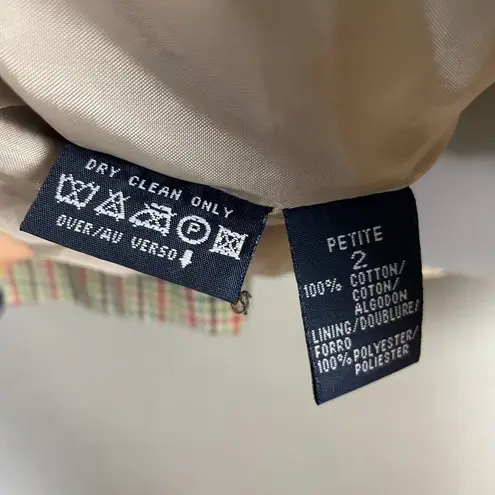 DRY CLEAN ONLY
P
OVER/AU VERSO
PETITE
2
100% COTTON/
COTON/
ALGODON
LINING/DOUBLURE/
FORRO
100% POLYESTER/
POLIESTER